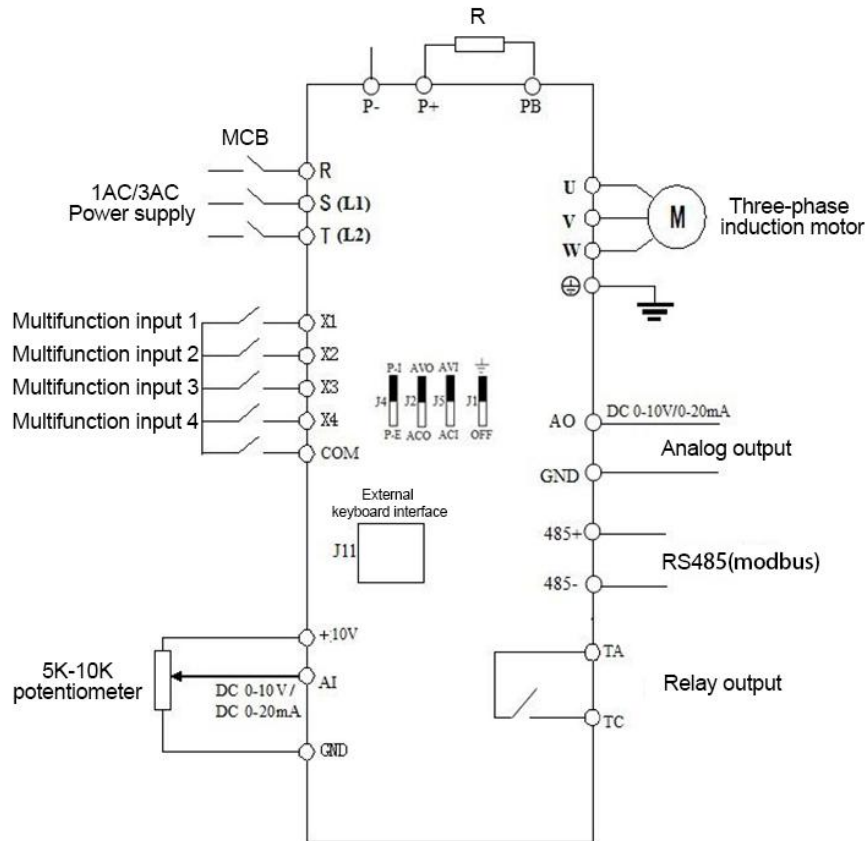 R
P-
P+
PB
MCB
R
1AC/3AC
Power supply
S (L1)
T (L2)
U
V
W
M
Three-phase
induction motor
Multifunction input 1
X1
Multifunction input 2
X2
Multifunction input 3
X3
Multifunction input 4
X4
COM
P-I
AVO
AVI
J4
J2
J5
J1
P-E
ACO
ACI
OFF
AO
DC 0-10V/0-20mA
Analog output
GND
External
keyboard interface
J11
485+
RS485(modbus)
485-
+10V
5K-10K
potentiometer
AI
DC 0-10V/
DC 0-20mA
GND
TA
Relay output
TC